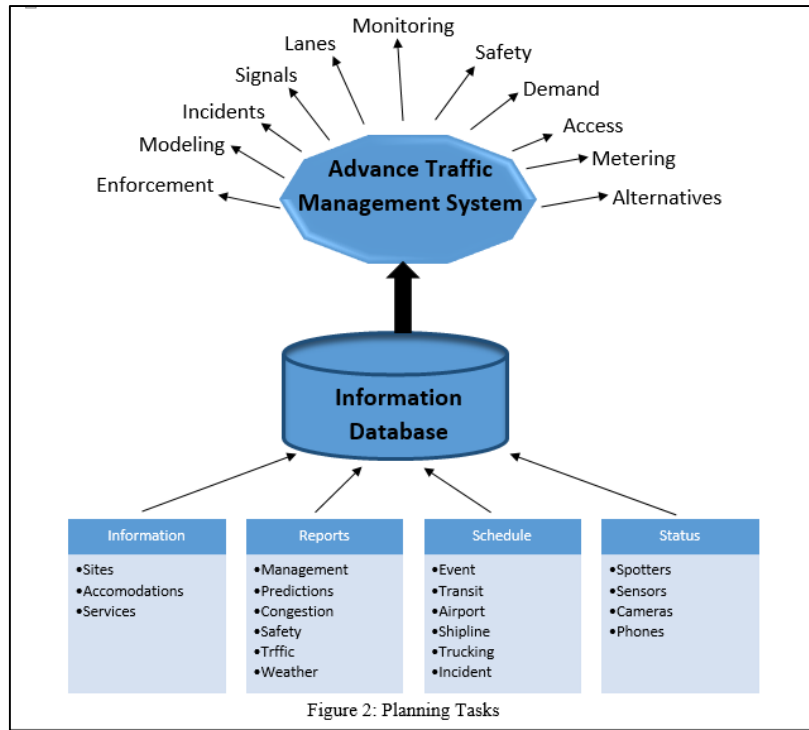 Monitoring
Lanes
Safety
Signals
Demand
Incidents
Access
Modeling
Metering
Enforcement
Alternatives
Advance Traffic
Management System
Information
Database
Information
•Sites
•Accomodations
•Services
Reports
•Management
•Predictions
•Congestion
•Safety
•Trffic
•Weather
Schedule
•Event
•Transit
•Airport
•Shipline
•Trucking
•Incident
Status
•Spotters
•Sensors
•Cameras
•Phones
Figure 2: Planning Tasks